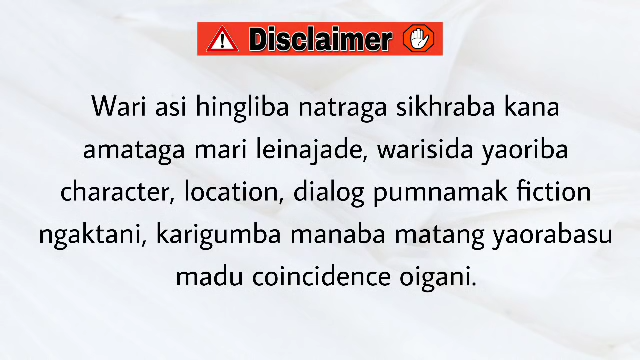 Disclaimer
Wari asi hingliba natraga sikhraba kana
amataga mari leinajade, warisida yaoriba
character, location, dialog pumnamak fiction
ngaktani, karigumba manaba matang yaorabasu
madu coincidence oigani.